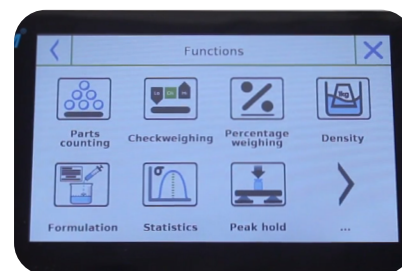 Functions
Parts
counting
Checkweighing
Percentage
weighing
Density
Formulation
Statistics
Peak hold
...